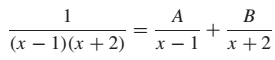 1/((x − 1)(x + 2)) = A/(x − 1) + B/(x + 2)